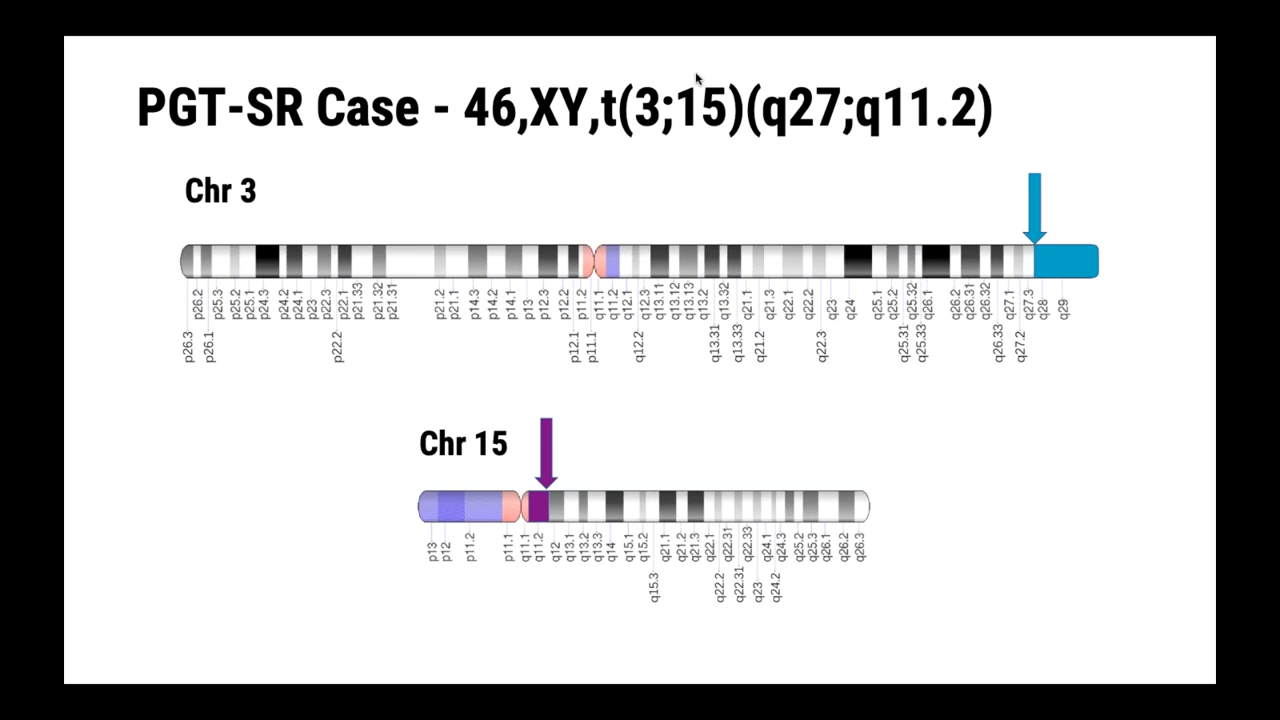 PGT-SR Case - 46,XY,t(3;15)(q27;q11.2)
Chr 3
p26.3 p26.2 p26.1 p25.3 p25.2 p25.1 p24.3 p24.2 p24.1 p23 p22.3 p22.2 p22.1 p21.33 p21.32 p21.31 p21.2 p21.1 p14.3 p14.2 p14.1 p13 p12.3 p12.2 p12.1 p11.2 p11.1 q11.1 q11.2 q12.1 q12.2 q12.3 q13.11 q13.12 q13.13 q13.2 q13.31 q13.32 q13.33 q21.1 q21.2 q21.3 q22.1 q22.2 q22.3 q23 q24 q25.1 q25.2 q25.31 q25.32 q25.33 q26.1 q26.2 q26.31 q26.32 q26.33 q27.1 q27.2 q27.3 q28 q29
Chr 15
p13 p12 p11.2 p11.1 q11.1 q11.2 q12 q13.1 q13.2 q13.3 q14 q15.1 q15.2 q15.3 q21.1 q21.2 q21.3 q22.1 q22.2 q22.31 q22.31 q22.33 q23 q24.1 q24.2 q24.3 q25.2 q25.3 q26.1 q26.2 q26.3